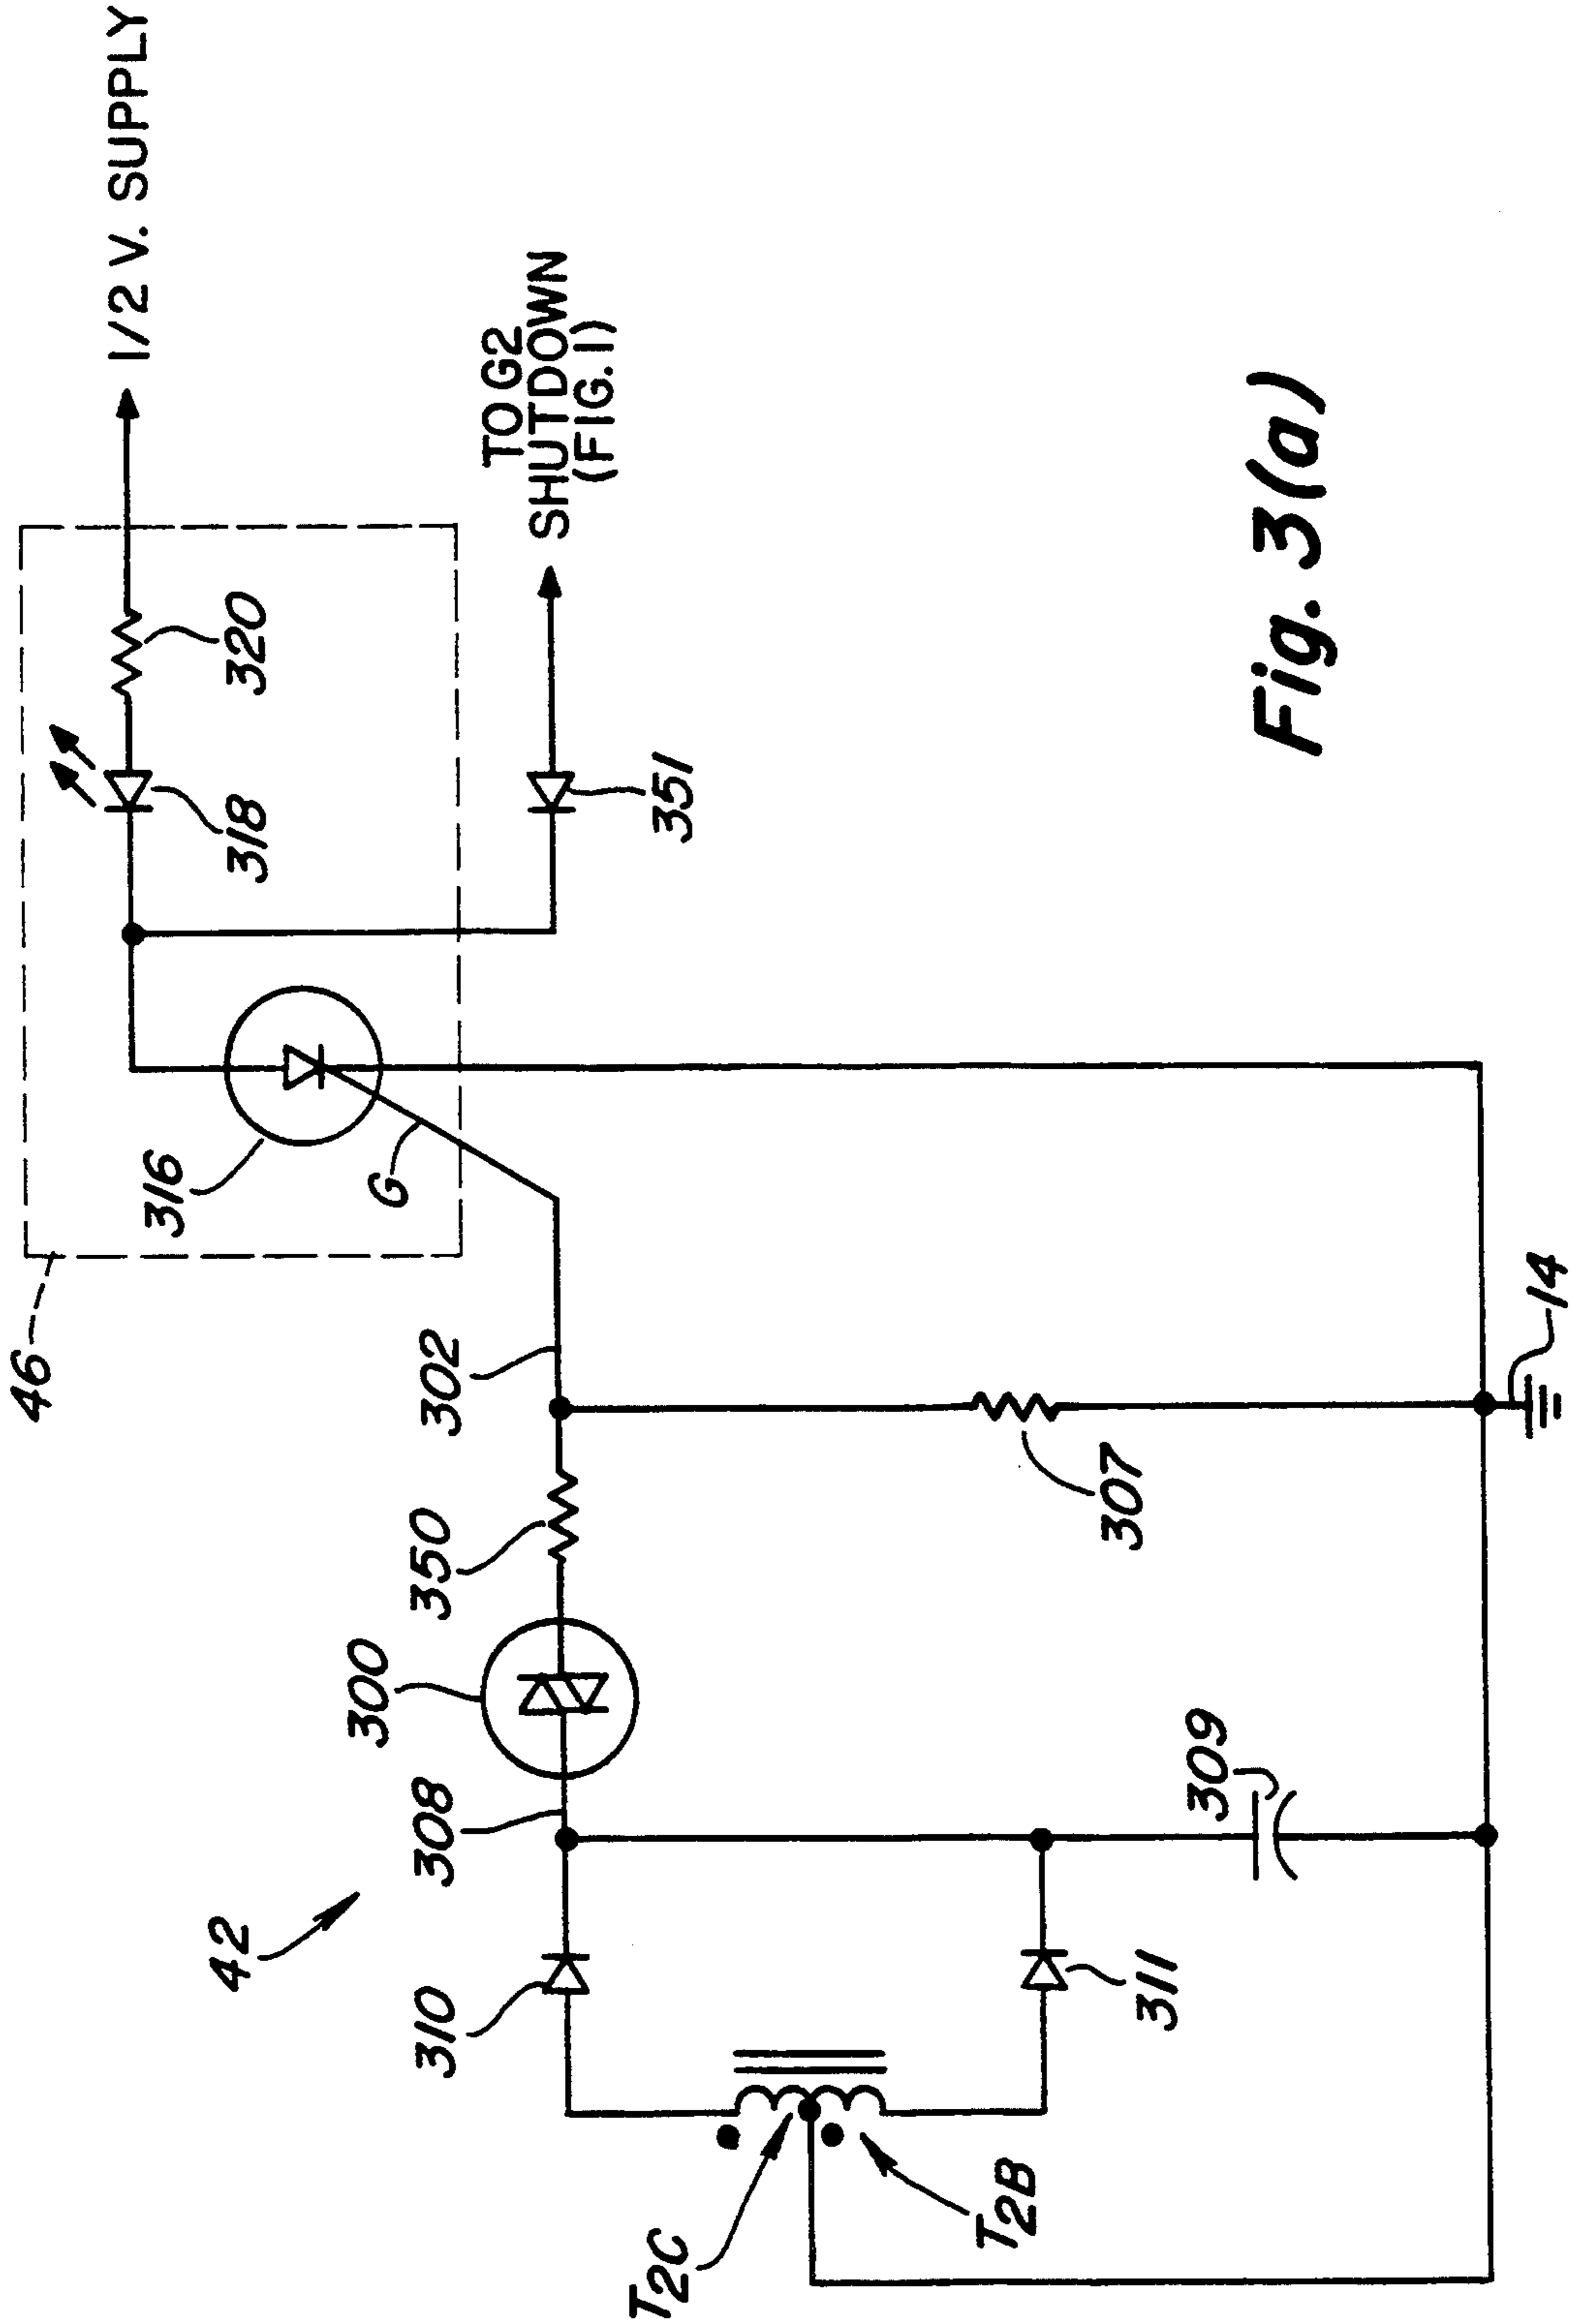 1/2 V. SUPPLY
TO G2
SHUTDOWN
(FIG.1)
46
316
318
320
G
351
302
350
300
308
42
310
307
309
311
T2C
T2B
14
Fig. 3(a)